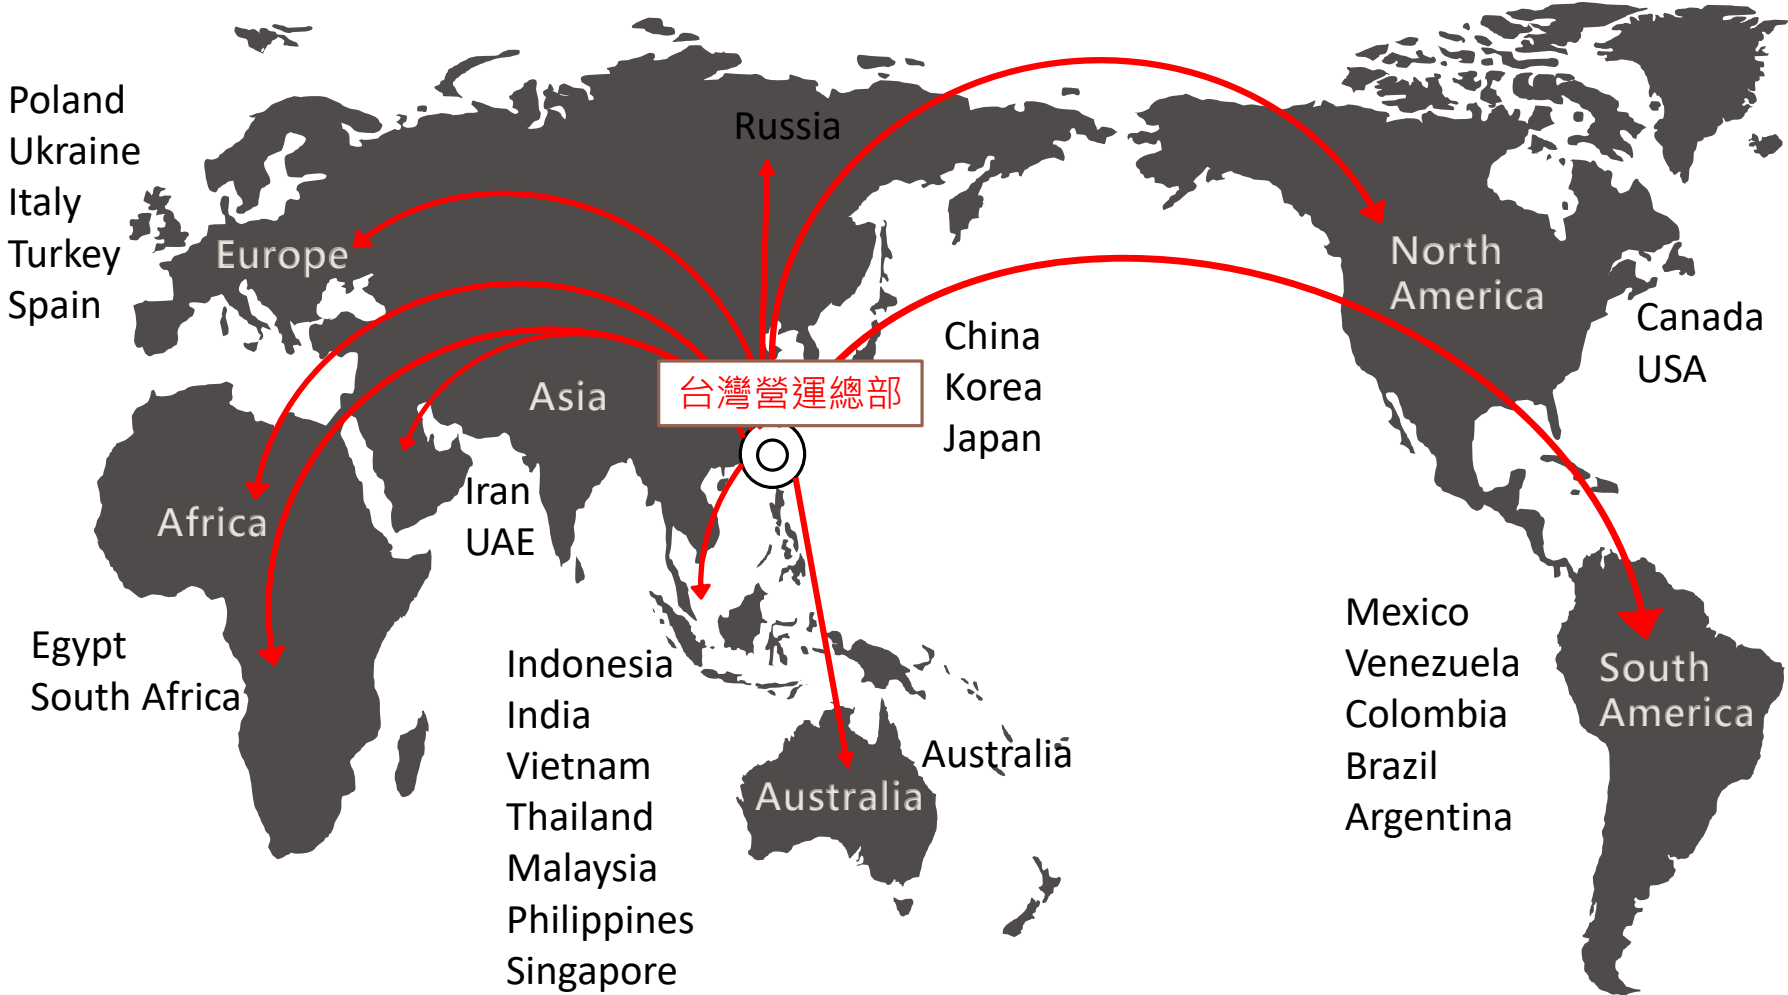 Poland
Ukraine
Italy
Turkey
Spain
Europe
Russia
North
America
Canada
USA
China
Korea
Japan
台灣營運總部
Asia
Iran
UAE
Africa
Egypt
South Africa
Indonesia
India
Vietnam
Thailand
Malaysia
Philippines
Singapore
Australia
Australia
Mexico
Venezuela
Colombia
Brazil
Argentina
South
America